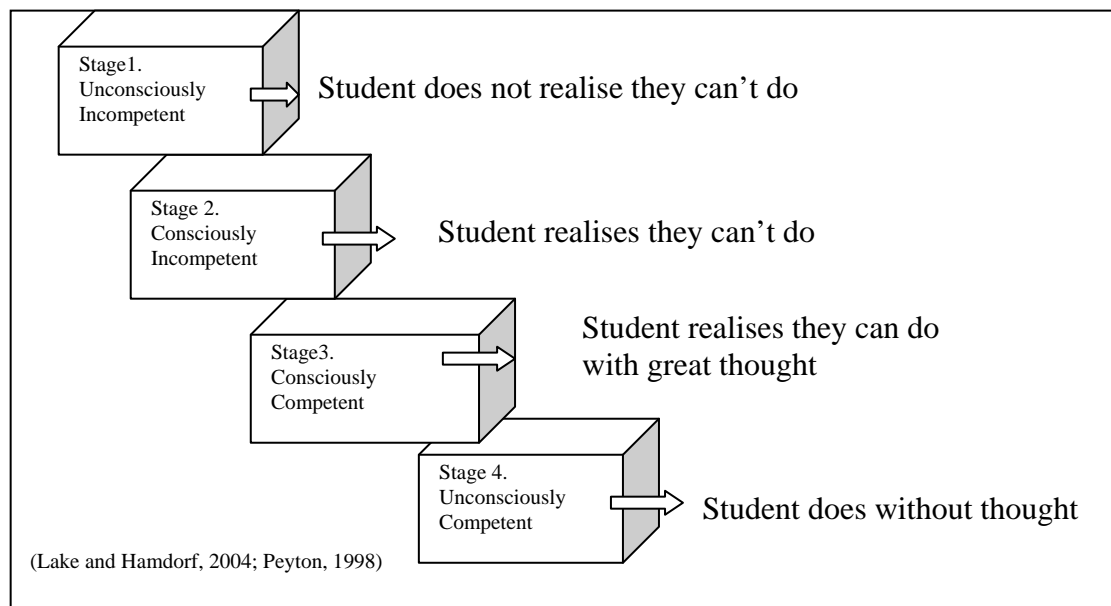 Stage1.
Unconsciously
Incompetent
Student does not realise they can’t do
Stage 2.
Consciously
Incompetent
Student realises they can’t do
Stage3.
Consciously
Competent
Student realises they can do
with great thought
Stage 4.
Unconsciously
Competent
Student does without thought
(Lake and Hamdorf, 2004; Peyton, 1998)